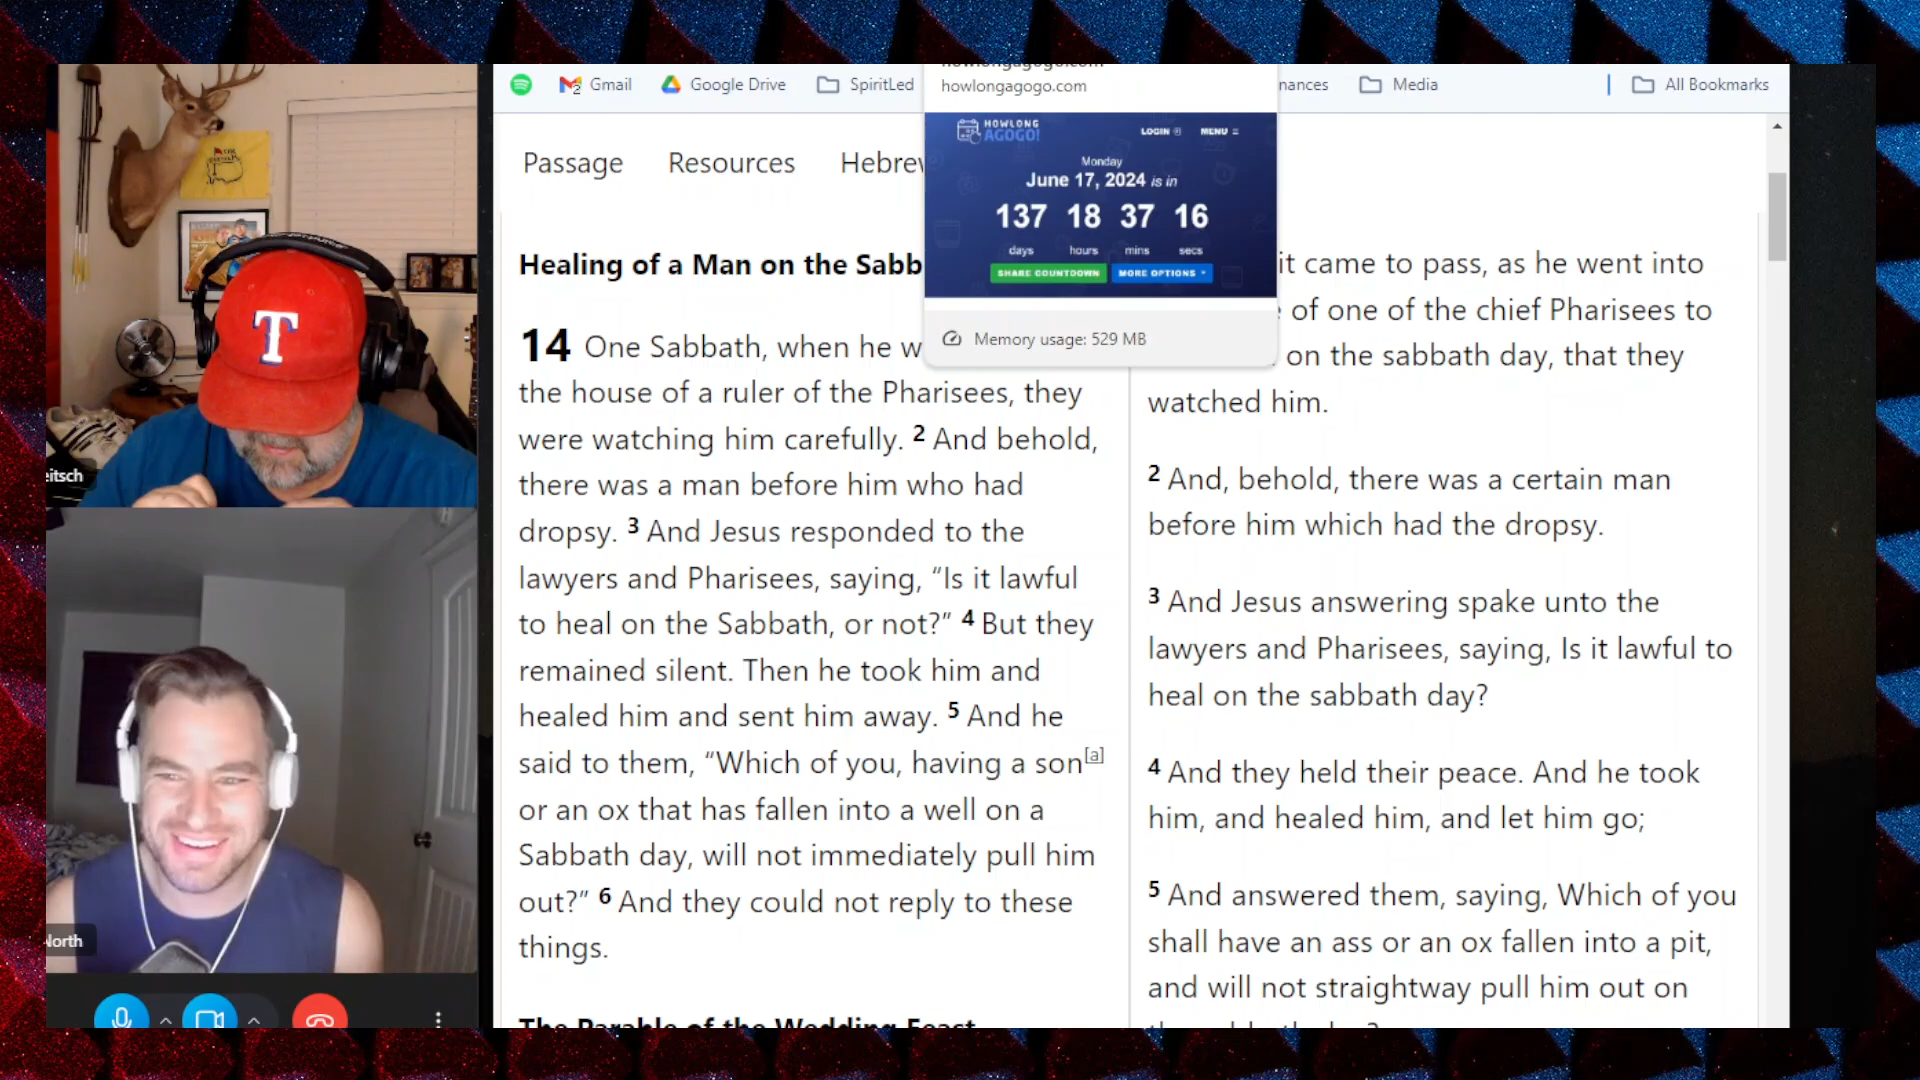 Gmail
Google Drive
SpiritLed
howlongagogo.com
nances
Media
All Bookmarks
HOWLONG
AGOGO!
LOGIN
MENU
Monday
June 17, 2024 is in
137 18 37 16
days hours mins secs
SHARE COUNTDOWN
MORE OPTIONS
Memory usage: 529 MB
Passage
Resources
Hebrew
Healing of a Man on the Sabb
14 One Sabbath, when he w
the house of a ruler of the Pharisees, they
were watching him carefully. 2 And behold,
there was a man before him who had
dropsy. 3 And Jesus responded to the
lawyers and Pharisees, saying, “Is it lawful
to heal on the Sabbath, or not?” 4 But they
remained silent. Then he took him and
healed him and sent him away. 5 And he
said to them, “Which of you, having a son[a]
or an ox that has fallen into a well on a
Sabbath day, will not immediately pull him
out?” 6 And they could not reply to these
things.
The Parable of the Wedding Feast
it came to pass, as he went into
of one of the chief Pharisees to
on the sabbath day, that they
watched him.
2 And, behold, there was a certain man
before him which had the dropsy.
3 And Jesus answering spake unto the
lawyers and Pharisees, saying, Is it lawful to
heal on the sabbath day?
4 And they held their peace. And he took
him, and healed him, and let him go;
5 And answered them, saying, Which of you
shall have an ass or an ox fallen into a pit,
and will not straightway pull him out on
T
eitsch
North